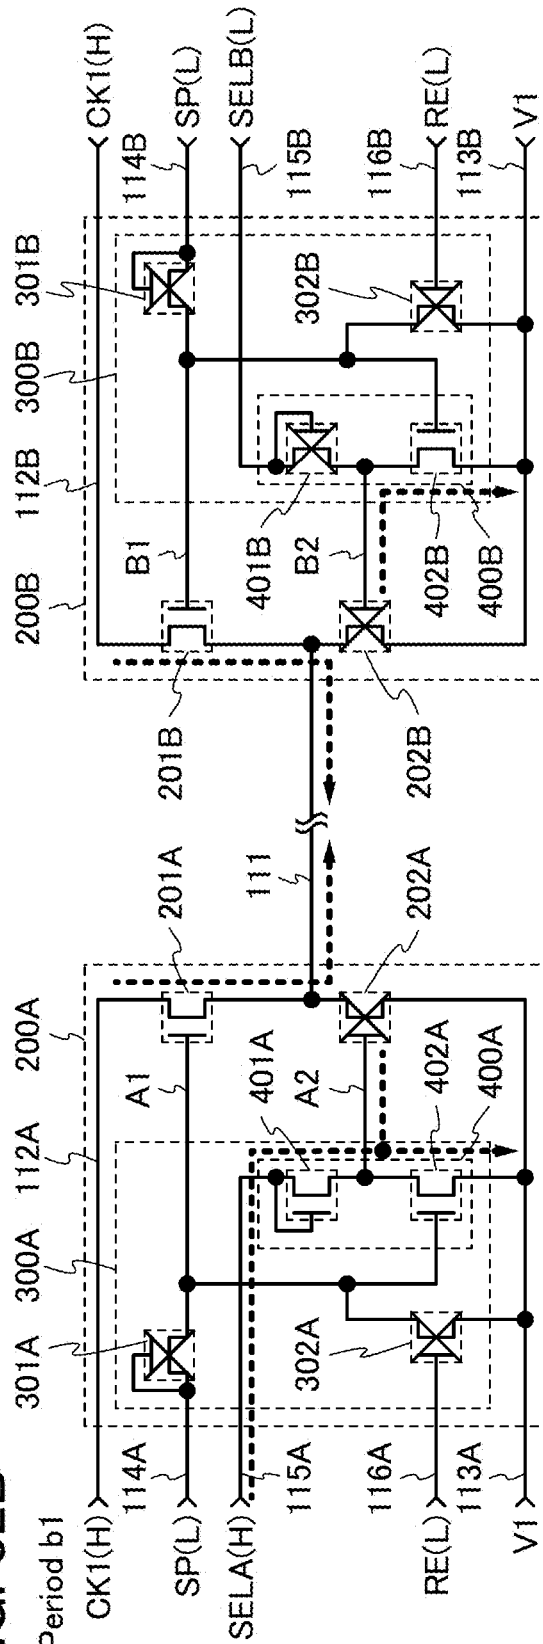 Period b1
301A 300A 112A 200A 200B 112B 300B 301B
CK1(H) CK1(H)
114A A1 201A 201B B1 114B
SP(L) SP(L)
SELA(H) 401A 111 401B SELB(L)
115A 302A A2 B2 302B 115B
116A 402A 202A 202B 402B 116B
RE(L) RE(L)
113A 400A 400B 113B
V1 V1